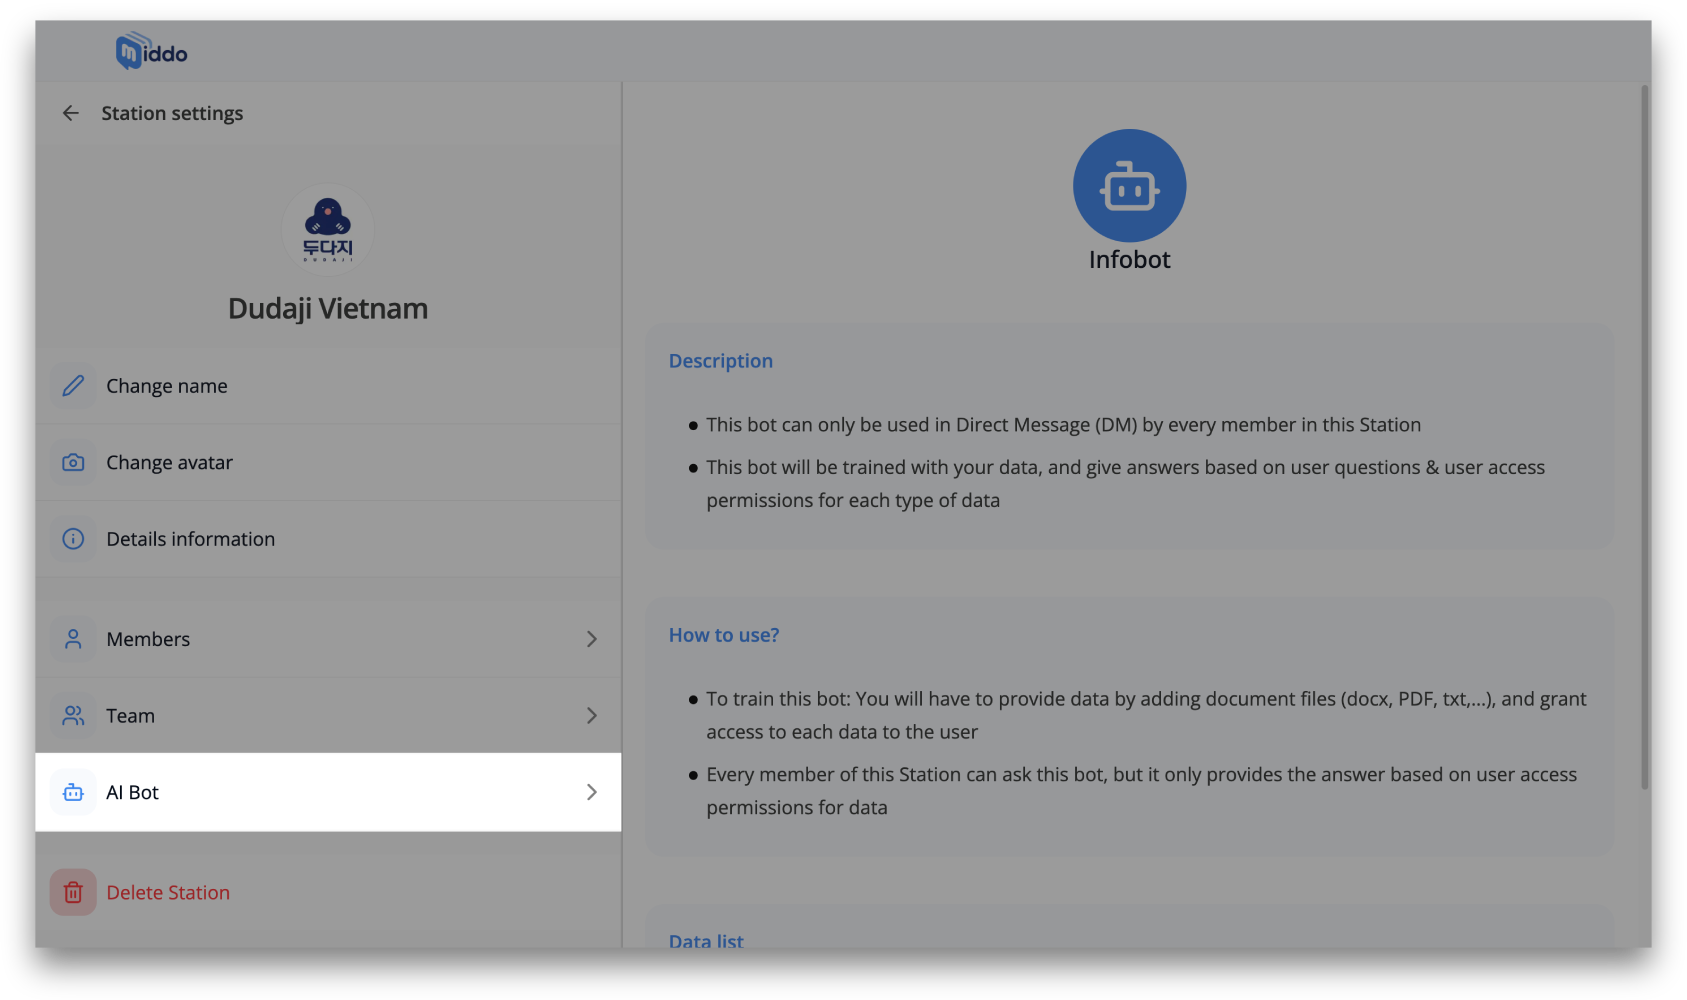 middo
Station settings
두다지
DUDAJI
Dudaji Vietnam
Change name
Change avatar
Details information
Members
Team
AI Bot
Delete Station
Infobot
Description
This bot can only be used in Direct Message (DM) by every member in this Station
This bot will be trained with your data, and give answers based on user questions & user access
permissions for each type of data
How to use?
To train this bot: You will have to provide data by adding document files (docx, PDF, txt,...), and grant
access to each data to the user
Every member of this Station can ask this bot, but it only provides the answer based on user access
permissions for data
Data list